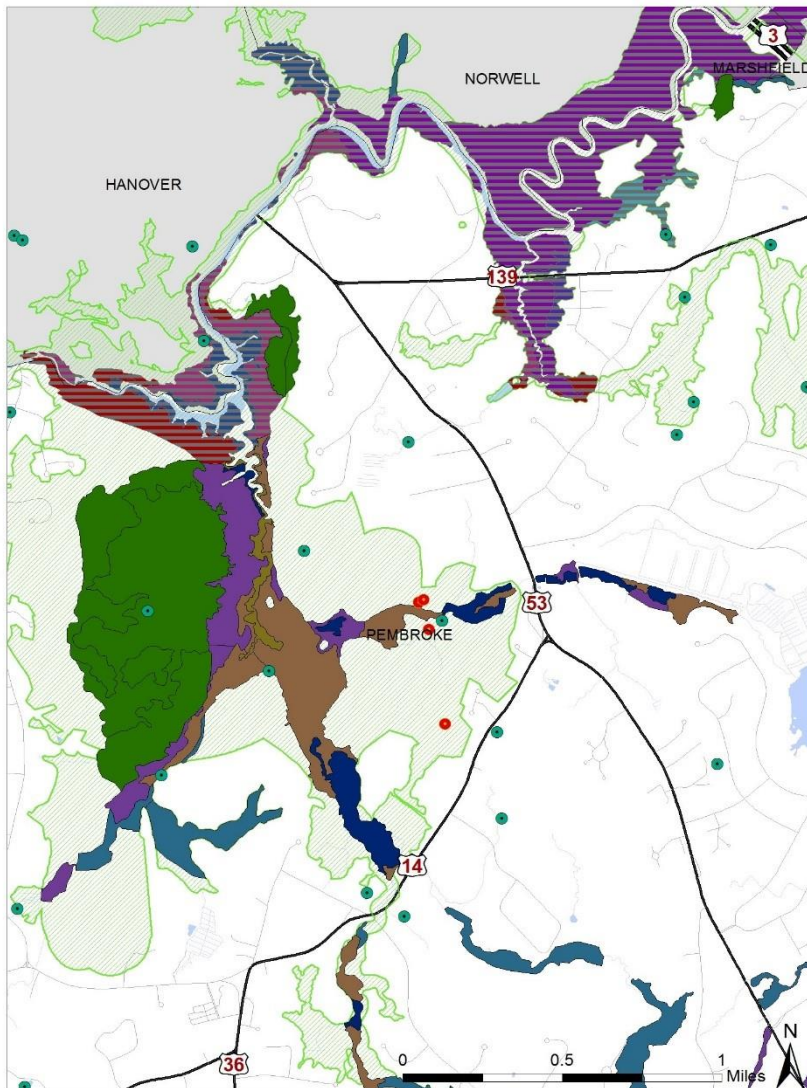 3
NORWELL
MARSHFIELD
HANOVER
139
53
PEMBROKE
14
N
0 0.5 1
Miles
36